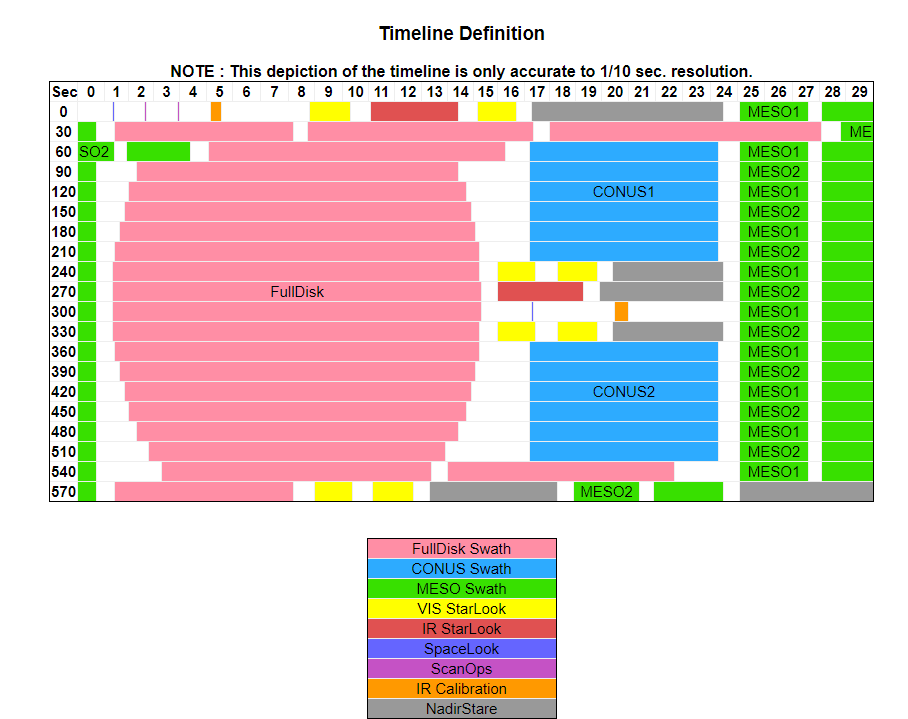 Timeline Definition
NOTE : This depiction of the timeline is only accurate to 1/10 sec. resolution.
Sec 0 1 2 3 4 5 6 7 8 9 10 11 12 13 14 15 16 17 18 19 20 21 22 23 24 25 26 27 28 29
0 MESO1
30 ME
60 SO2 MESO1
90 MESO2
120 CONUS1 MESO1
150 MESO2
180 MESO1
210 MESO2
240 MESO1
270 FullDisk MESO2
300 MESO1
330 MESO2
360 MESO1
390 MESO2
420 CONUS2 MESO1
450 MESO2
480 MESO1
510 MESO2
540 MESO1
570 MESO2
FullDisk Swath
CONUS Swath
MESO Swath
VIS StarLook
IR StarLook
SpaceLook
ScanOps
IR Calibration
NadirStare